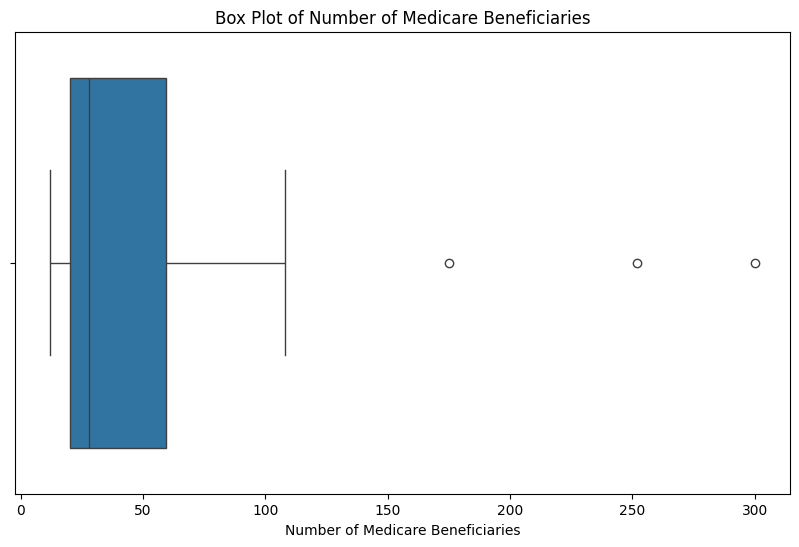 Box Plot of Number of Medicare Beneficiaries
0 50 100 150 200 250 300
Number of Medicare Beneficiaries